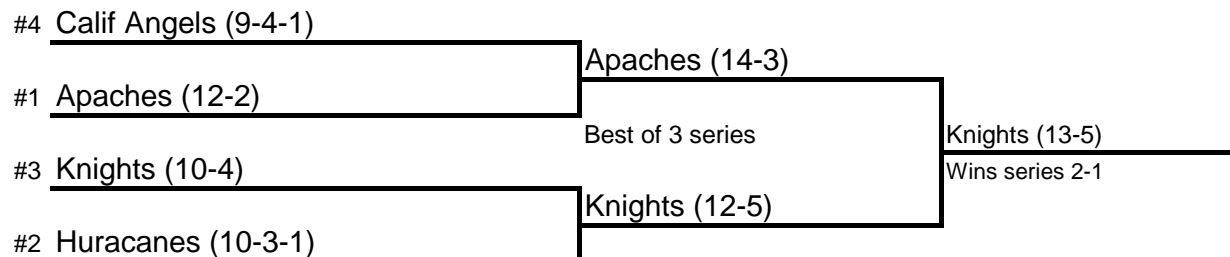 #4 Calif Angels (9-4-1)
Apaches (14-3)
#1 Apaches (12-2)
Best of 3 series
Knights (13-5)
#3 Knights (10-4)
Wins series 2-1
Knights (12-5)
#2 Huracanes (10-3-1)